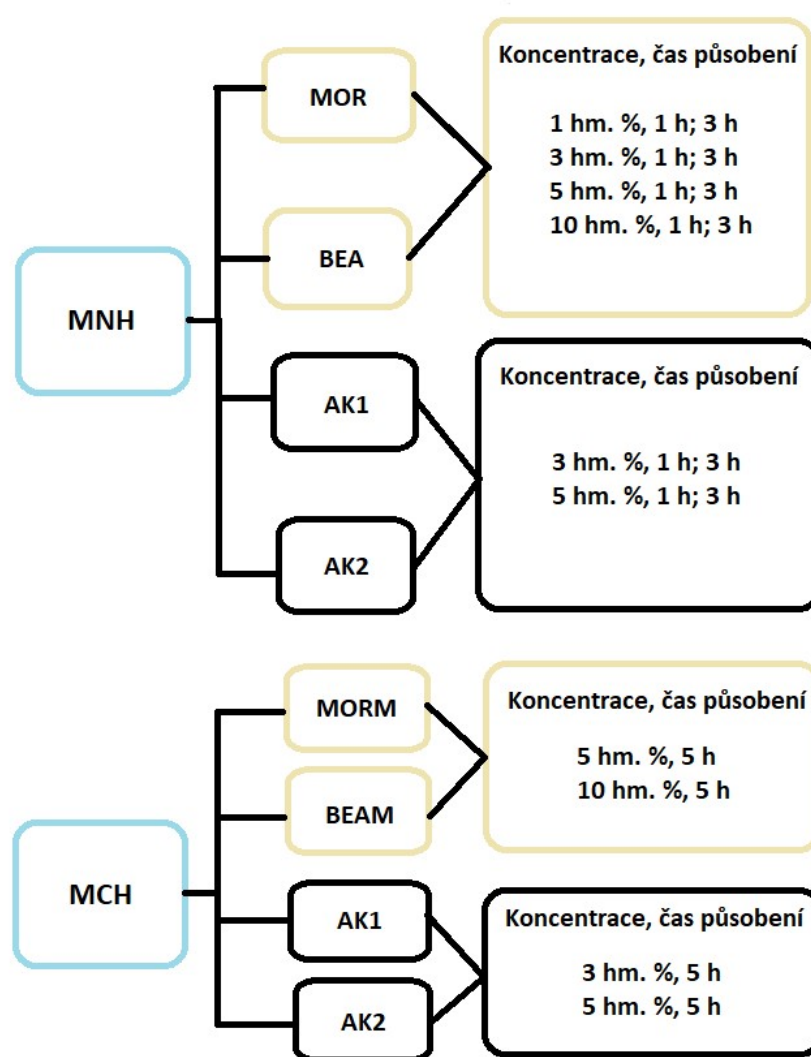 MNH
MOR
BEA
Koncentrace, čas působení
1 hm. %, 1 h; 3 h
3 hm. %, 1 h; 3 h
5 hm. %, 1 h; 3 h
10 hm. %, 1 h; 3 h
AK1
AK2
Koncentrace, čas působení
3 hm. %, 1 h; 3 h
5 hm. %, 1 h; 3 h
MCH
MORM
BEAM
Koncentrace, čas působení
5 hm. %, 5 h
10 hm. %, 5 h
AK1
AK2
Koncentrace, čas působení
3 hm. %, 5 h
5 hm. %, 5 h